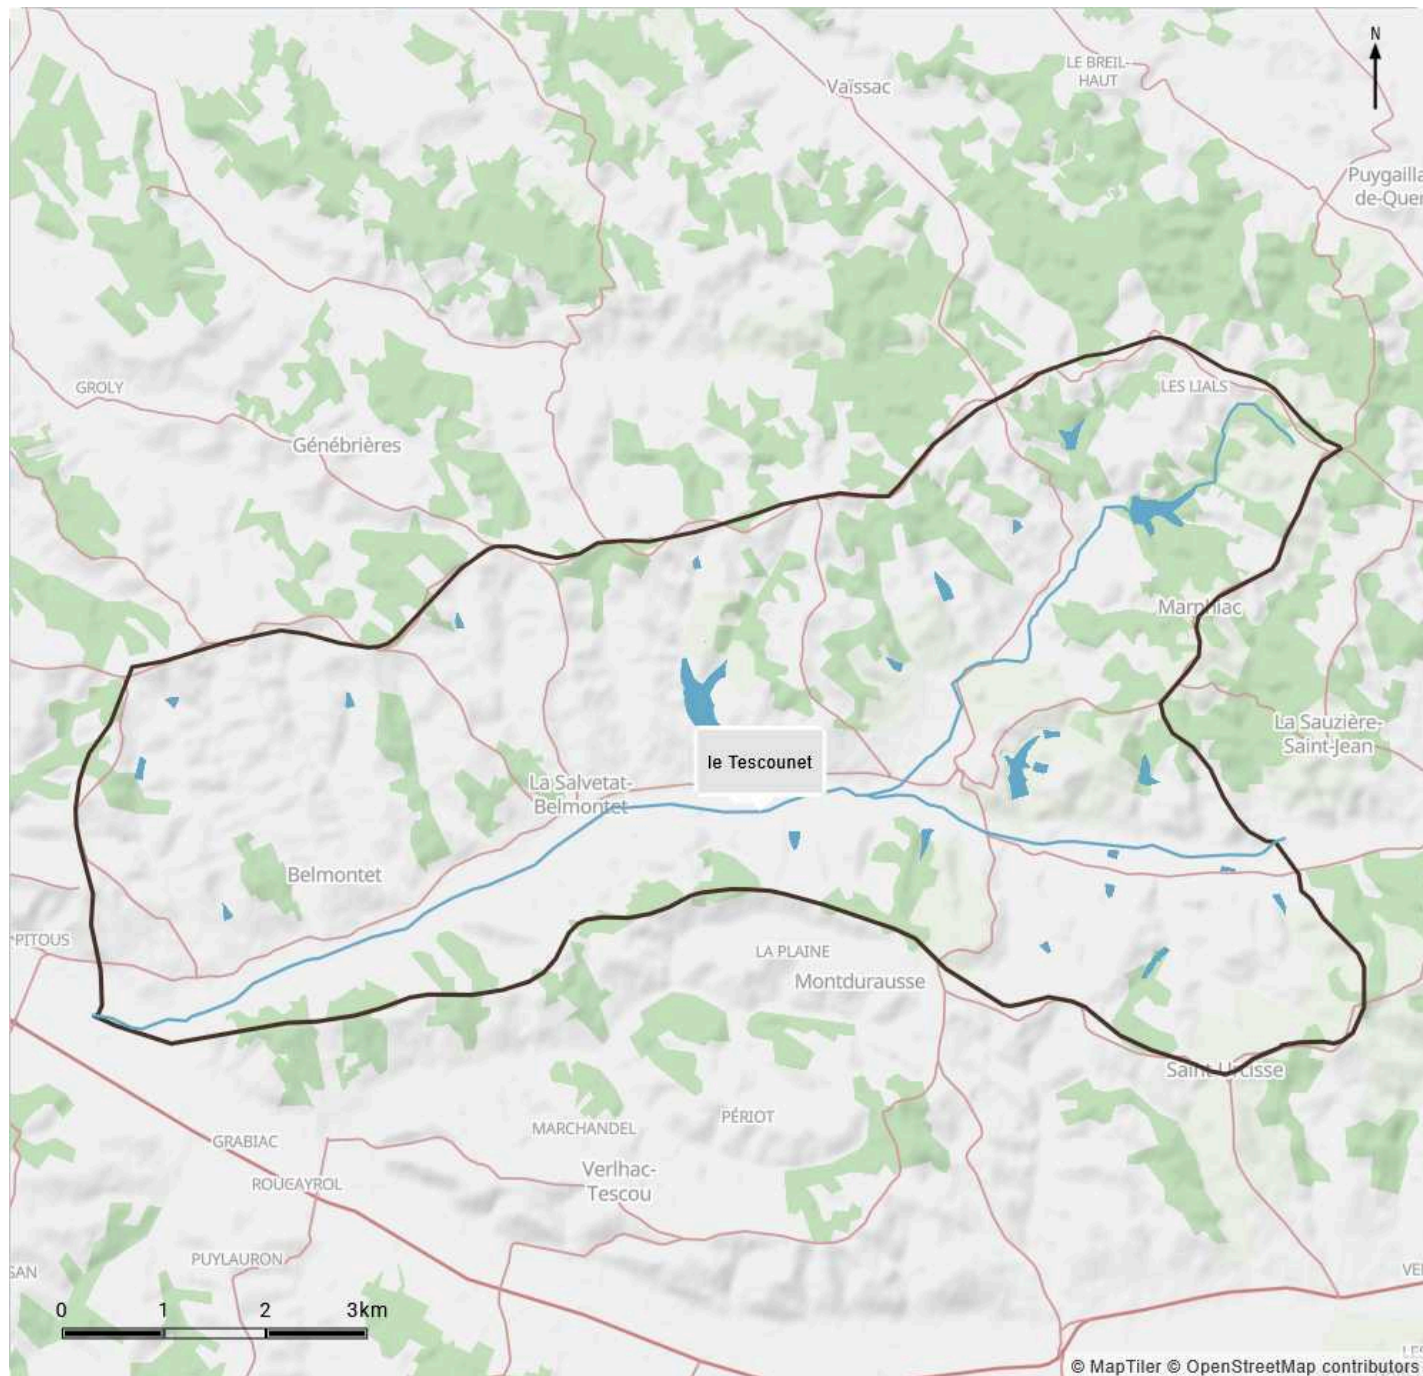 N
LE BREIL-
HAUT
Vaïssac
Puygailla
de-Quer
GROLY
LES LIALS
Génébrières
Marnhiac
La Sauzière-
Saint-Jean
le Tescounet
La Salvetat-
Belmontet
Belmontet
PITOUS
LA PLAINE
Montdurausse
Saint-Urcisse
MARCHANDEL
PÉRIOT
GRABIAC
Verlhac-
Tescou
ROUCAYROL
PUYLAURON
SAN
VE
0 1 2 3km
LES
© MapTiler © OpenStreetMap contributors